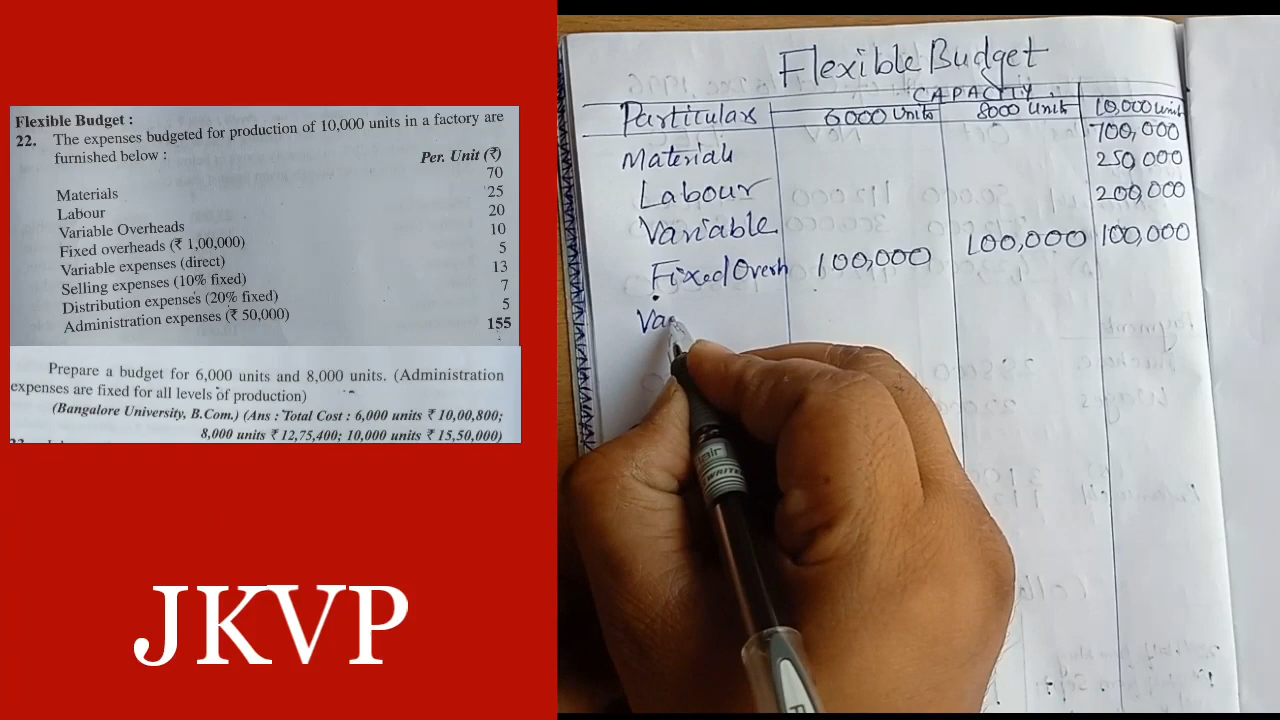 Flexible Budget :
22. The expenses budgeted for production of 10,000 units in a factory are
furnished below :
Per. Unit (₹)
Materials 70
Labour 25
Variable Overheads 20
Fixed overheads (₹ 1,00,000) 10
Variable expenses (direct) 5
Selling expenses (10% fixed) 13
Distribution expenses (20% fixed) 7
Administration expenses (₹ 50,000) 5
155
Prepare a budget for 6,000 units and 8,000 units. (Administration
expenses are fixed for all levels of production)
(Bangalore University, B.Com.) (Ans : Total Cost : 6,000 units ₹ 10,00,800;
8,000 units ₹ 12,75,400; 10,000 units ₹ 15,50,000)
JKVP
Flexible Budget
CAPACITY
Particulars 6000 Units 8000 Units 10,000 Unit
Materials 700,000
Labour 250,000
Variable 200,000
Fixed Overh 100,000 100,000 100,000
Va